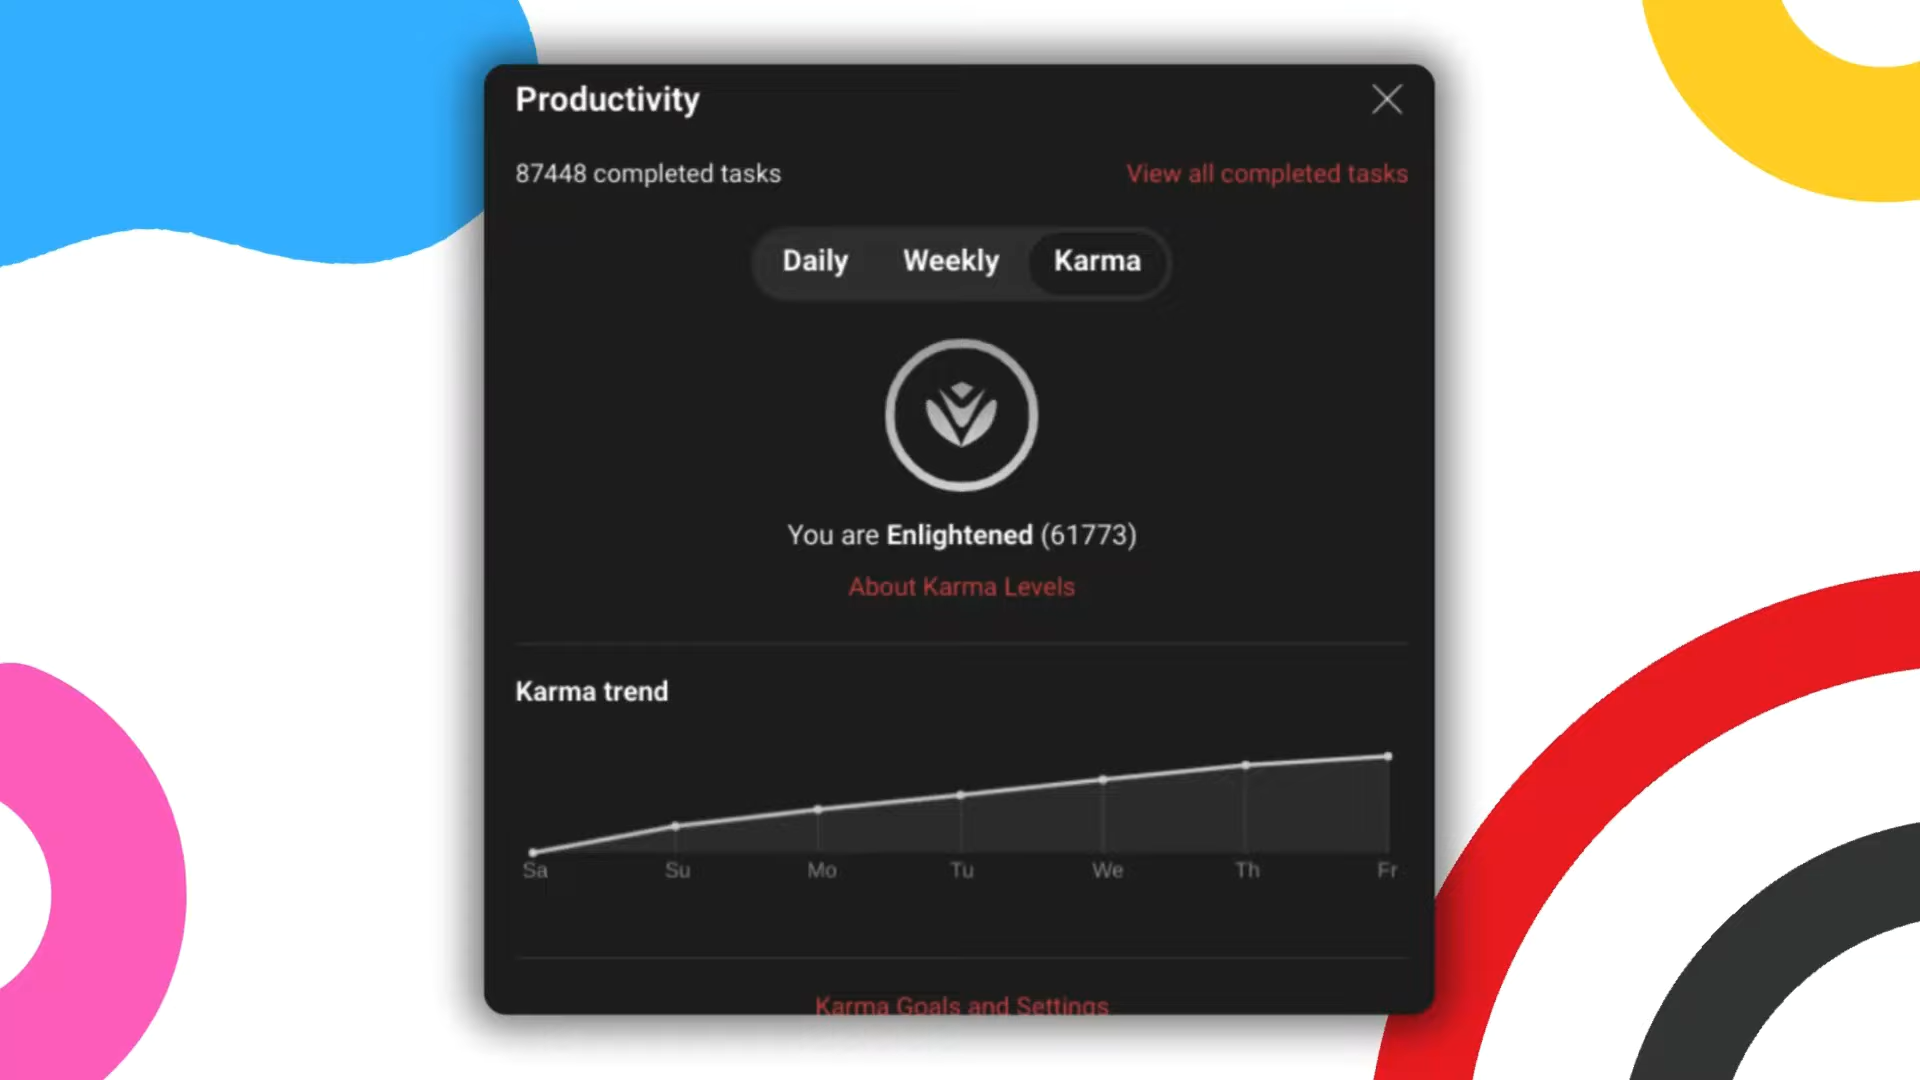 Productivity
87448 completed tasks
View all completed tasks
Daily Weekly Karma
You are Enlightened (61773)
About Karma Levels
Karma trend
Sa Su Mo Tu We Th Fr
Karma Goals and Settings